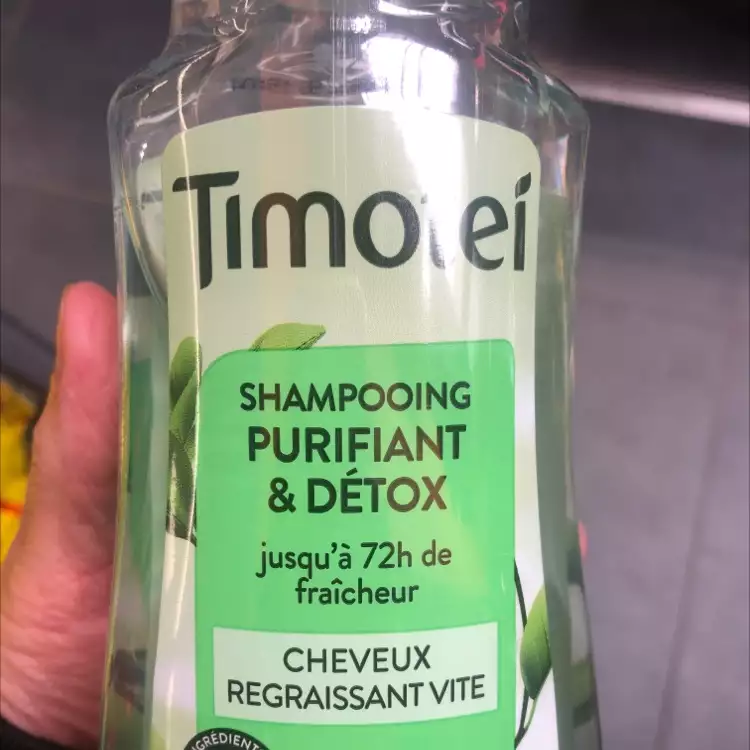 Timotei
SHAMPOOING
PURIFIANT
& DÉTOX
jusqu'à 72h de
fraîcheur
CHEVEUX
REGRAISSANT VITE